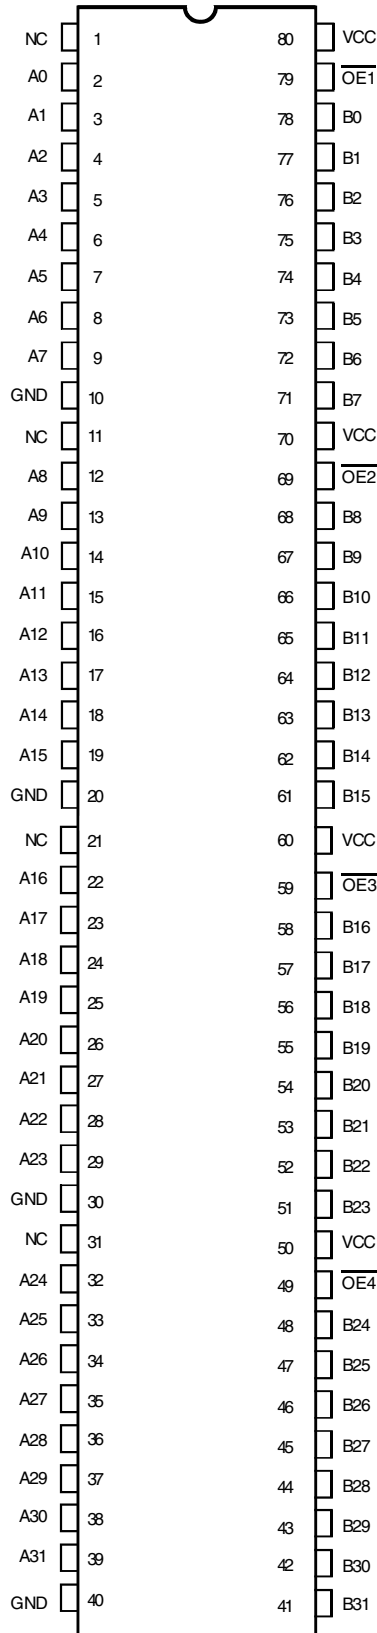 NC 1 80 VCC
A0 2 79 OE1
A1 3 78 B0
A2 4 77 B1
A3 5 76 B2
A4 6 75 B3
A5 7 74 B4
A6 8 73 B5
A7 9 72 B6
GND 10 71 B7
NC 11 70 VCC
A8 12 69 OE2
A9 13 68 B8
A10 14 67 B9
A11 15 66 B10
A12 16 65 B11
A13 17 64 B12
A14 18 63 B13
A15 19 62 B14
GND 20 61 B15
NC 21 60 VCC
A16 22 59 OE3
A17 23 58 B16
A18 24 57 B17
A19 25 56 B18
A20 26 55 B19
A21 27 54 B20
A22 28 53 B21
A23 29 52 B22
GND 30 51 B23
NC 31 50 VCC
A24 32 49 OE4
A25 33 48 B24
A26 34 47 B25
A27 35 46 B26
A28 36 45 B27
A29 37 44 B28
A30 38 43 B29
A31 39 42 B30
GND 40 41 B31